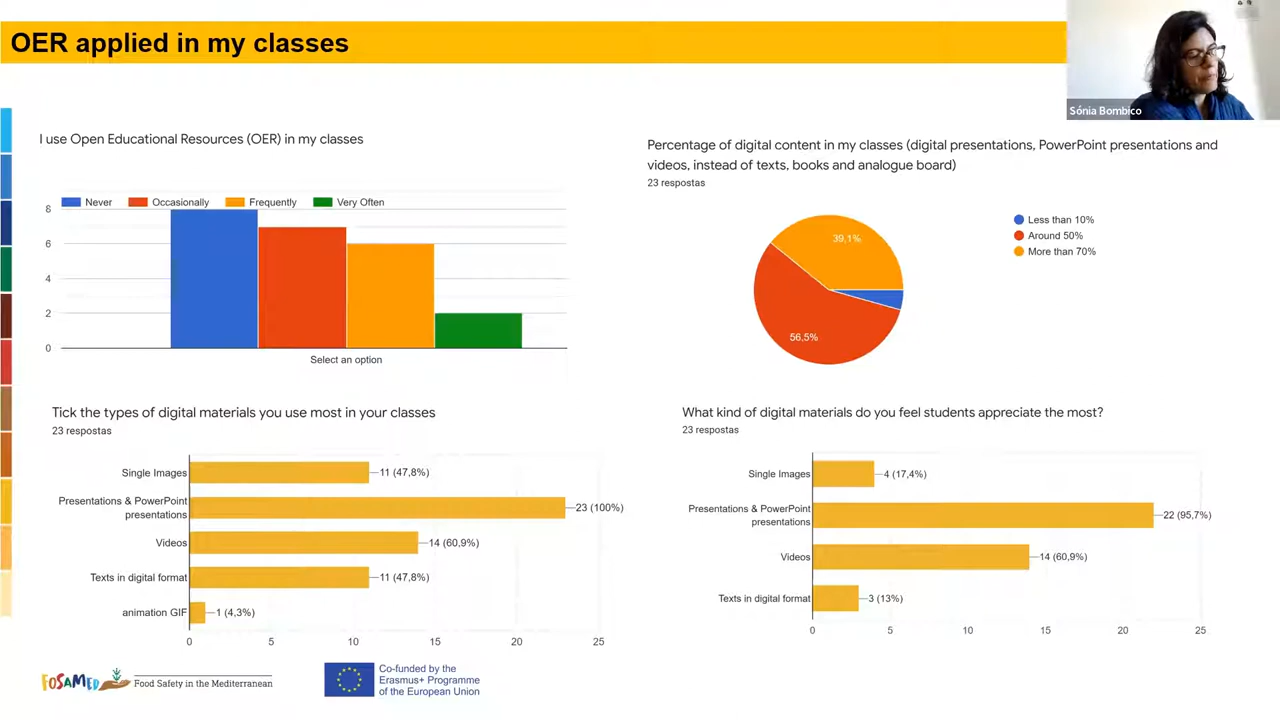 OER applied in my classes
Sónia Bombico
I use Open Educational Resources (OER) in my classes
Never
Occasionally
Frequently
Very Often
8
6
4
2
0
Select an option
Percentage of digital content in my classes (digital presentations, PowerPoint presentations and
videos, instead of texts, books and analogue board)
23 respostas
39,1%
56,5%
Less than 10%
Around 50%
More than 70%
Tick the types of digital materials you use most in your classes
23 respostas
Single Images
11 (47,8%)
Presentations & PowerPoint
presentations
23 (100%)
Videos
14 (60,9%)
Texts in digital format
11 (47,8%)
animation GIF
1 (4,3%)
0
5
10
15
20
25
What kind of digital materials do you feel students appreciate the most?
23 respostas
Single Images
4 (17,4%)
Presentations & PowerPoint
presentations
22 (95,7%)
Videos
14 (60,9%)
Texts in digital format
3 (13%)
0
5
10
15
20
25
FOSAMED
Food Safety in the Mediterranean
Co-funded by the
Erasmus+ Programme
of the European Union